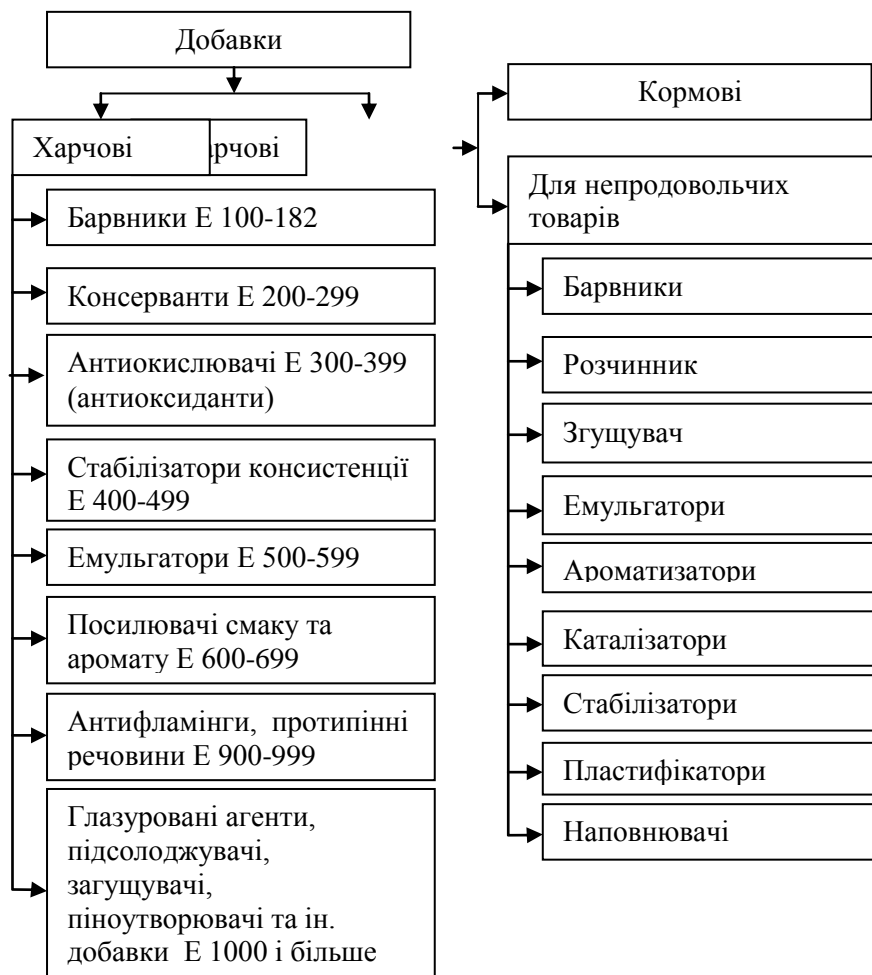 Добавки
Харчові
арчові
Барвники Е 100-182
Консерванти Е 200-299
Антиокислювачі Е 300-399
(антиоксиданти)
Стабілізатори консистенції
Е 400-499
Емульгатори Е 500-599
Посилювачі смаку та
аромату Е 600-699
Антифламінги, протипінні
речовини Е 900-999
Глазуровані агенти,
підсолоджувачі,
загущувачі,
піноутворювачі та ін.
добавки Е 1000 і більше
Кормові
Для непродовольчих
товарів
Барвники
Розчинник
Згущувач
Емульгатори
Ароматизатори
Каталізатори
Стабілізатори
Пластифікатори
Наповнювачі